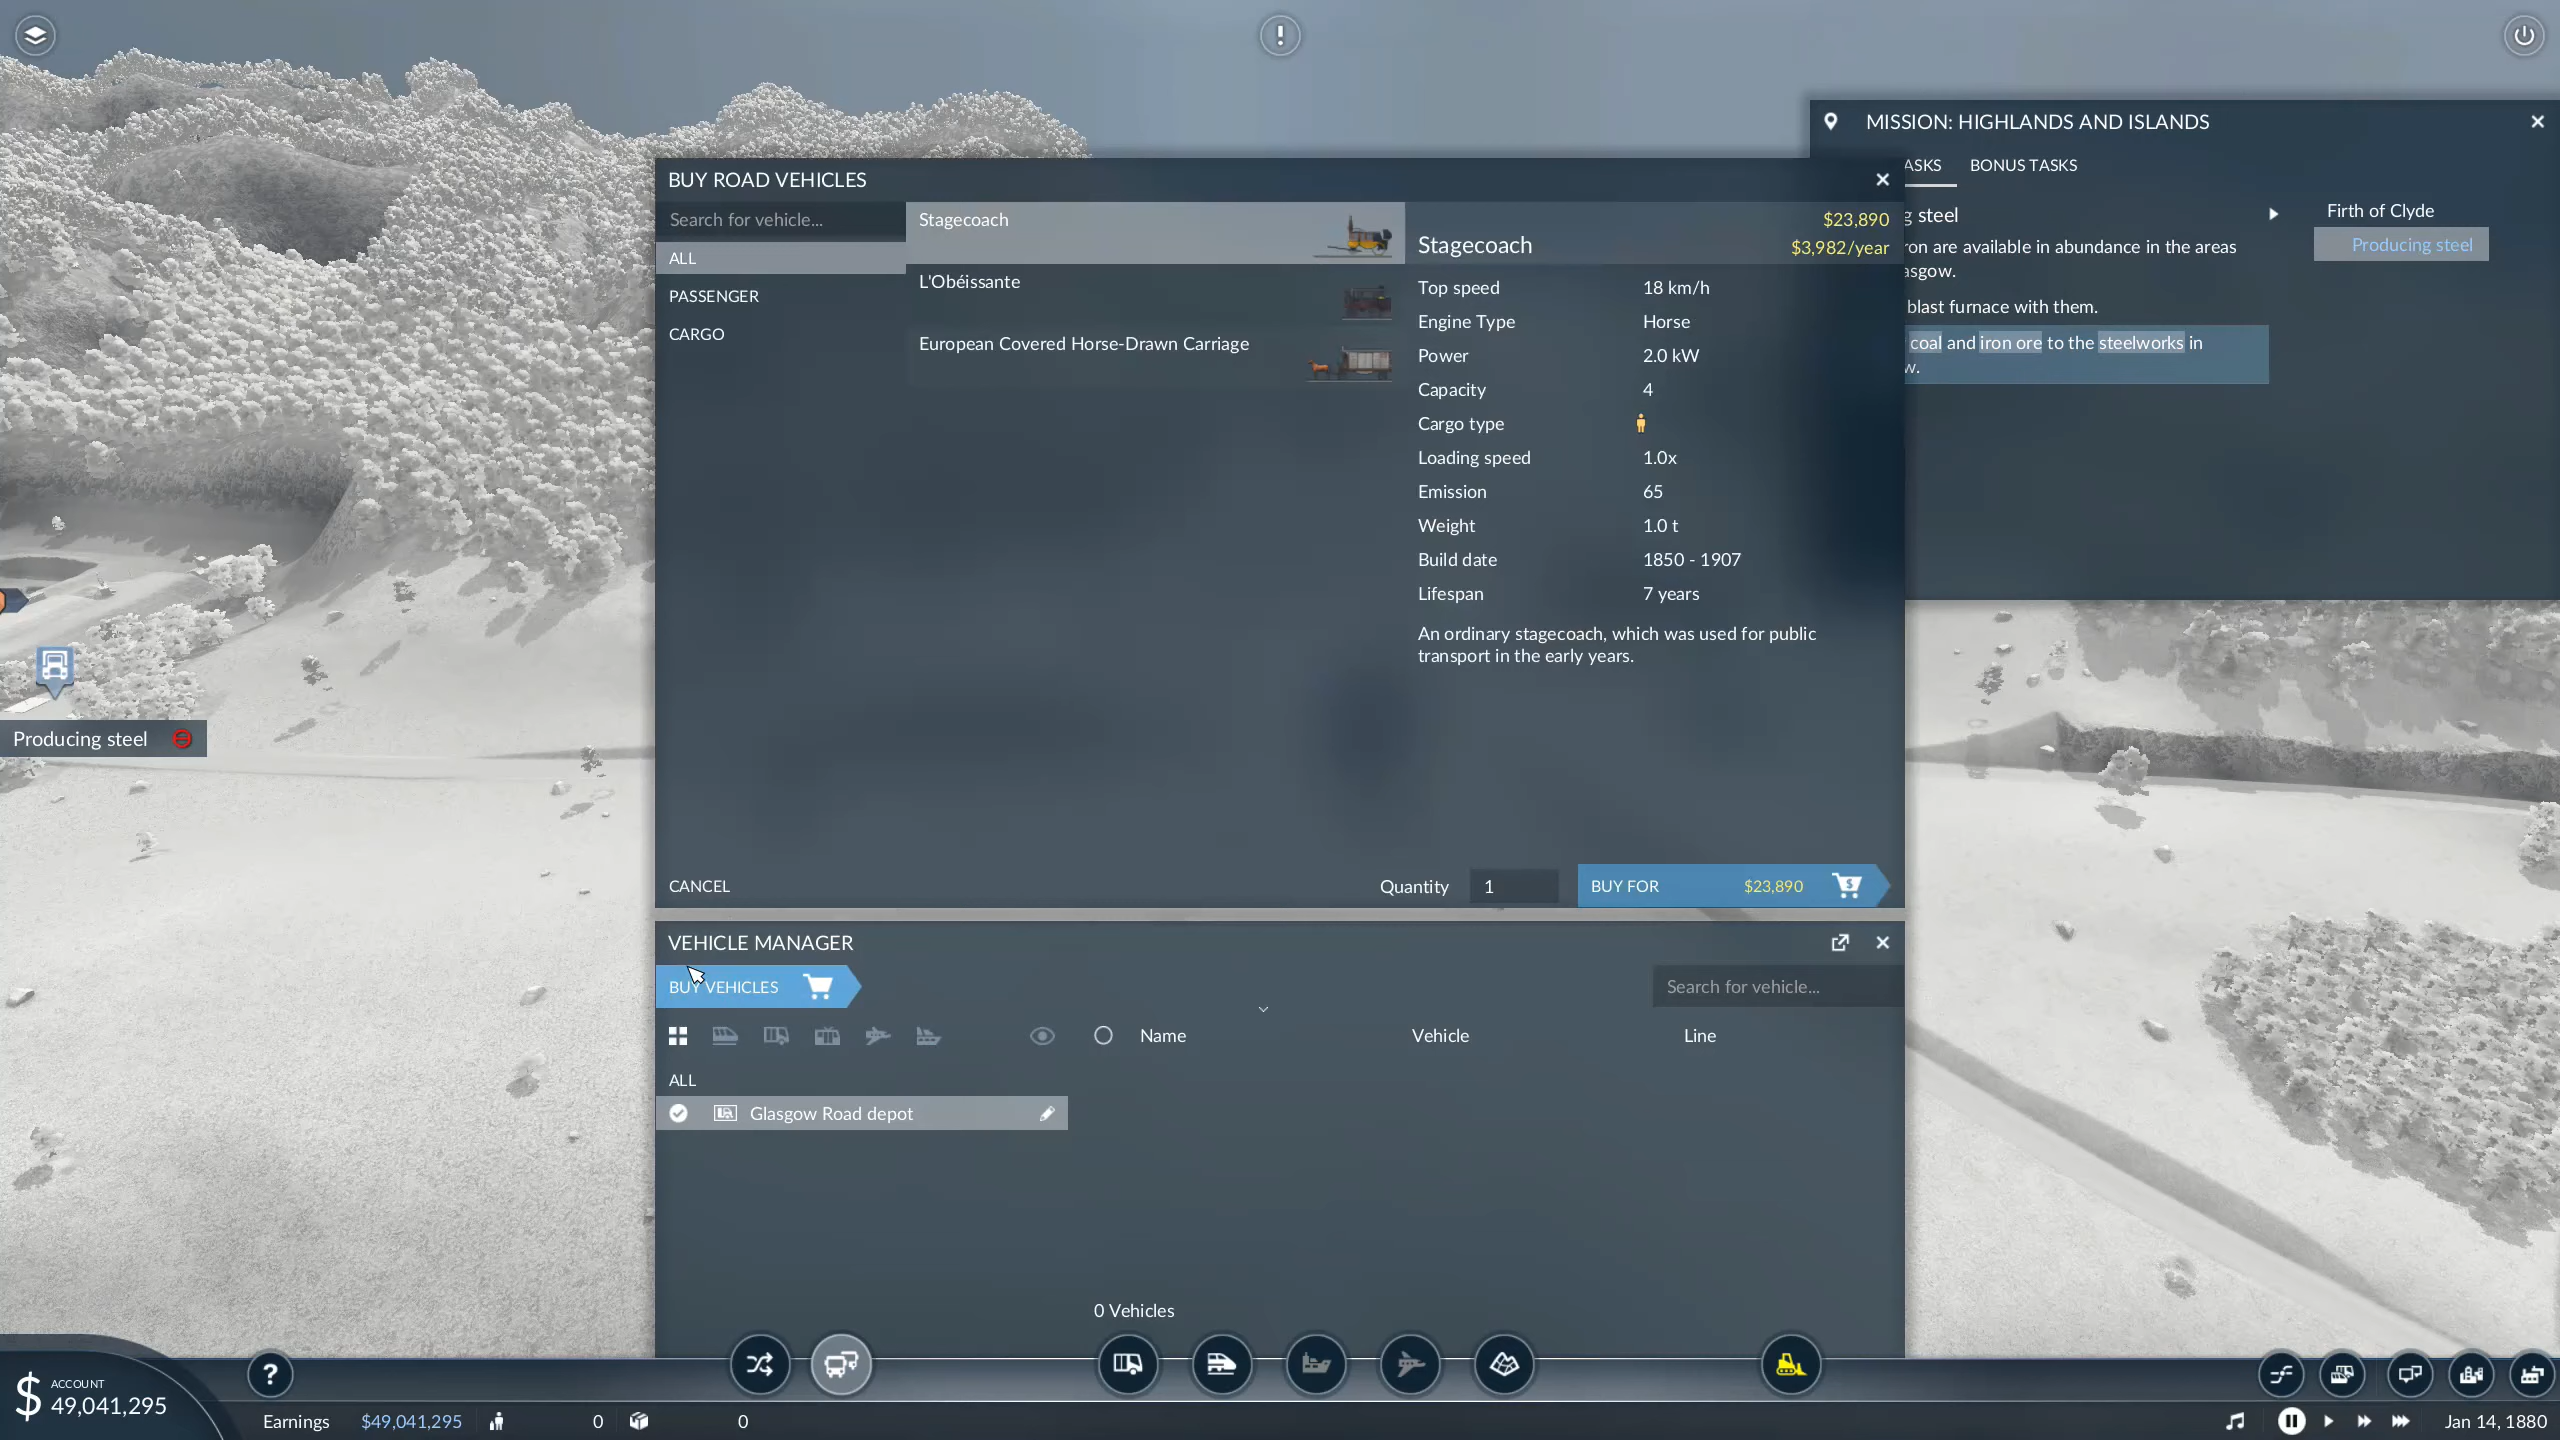 MISSION: HIGHLANDS AND ISLANDS
ASKS
BONUS TASKS
g steel
ron are available in abundance in the areas
asgow.
blast furnace with them.
coal and iron ore to the steelworks in
w.
Firth of Clyde
Producing steel
BUY ROAD VEHICLES
Search for vehicle...
ALL
PASSENGER
CARGO
Stagecoach
L'Obéissante
European Covered Horse-Drawn Carriage
Stagecoach
$23,890
$3,982/year
Top speed 18 km/h
Engine Type Horse
Power 2.0 kW
Capacity 4
Cargo type
Loading speed 1.0x
Emission 65
Weight 1.0 t
Build date 1850 - 1907
Lifespan 7 years
An ordinary stagecoach, which was used for public
transport in the early years.
CANCEL
Quantity 1
BUY FOR $23,890
Producing steel
VEHICLE MANAGER
BUY VEHICLES
Search for vehicle...
Name Vehicle Line
ALL
Glasgow Road depot
0 Vehicles
$ ACCOUNT
49,041,295
?
Earnings $49,041,295 0 0
Jan 14, 1880